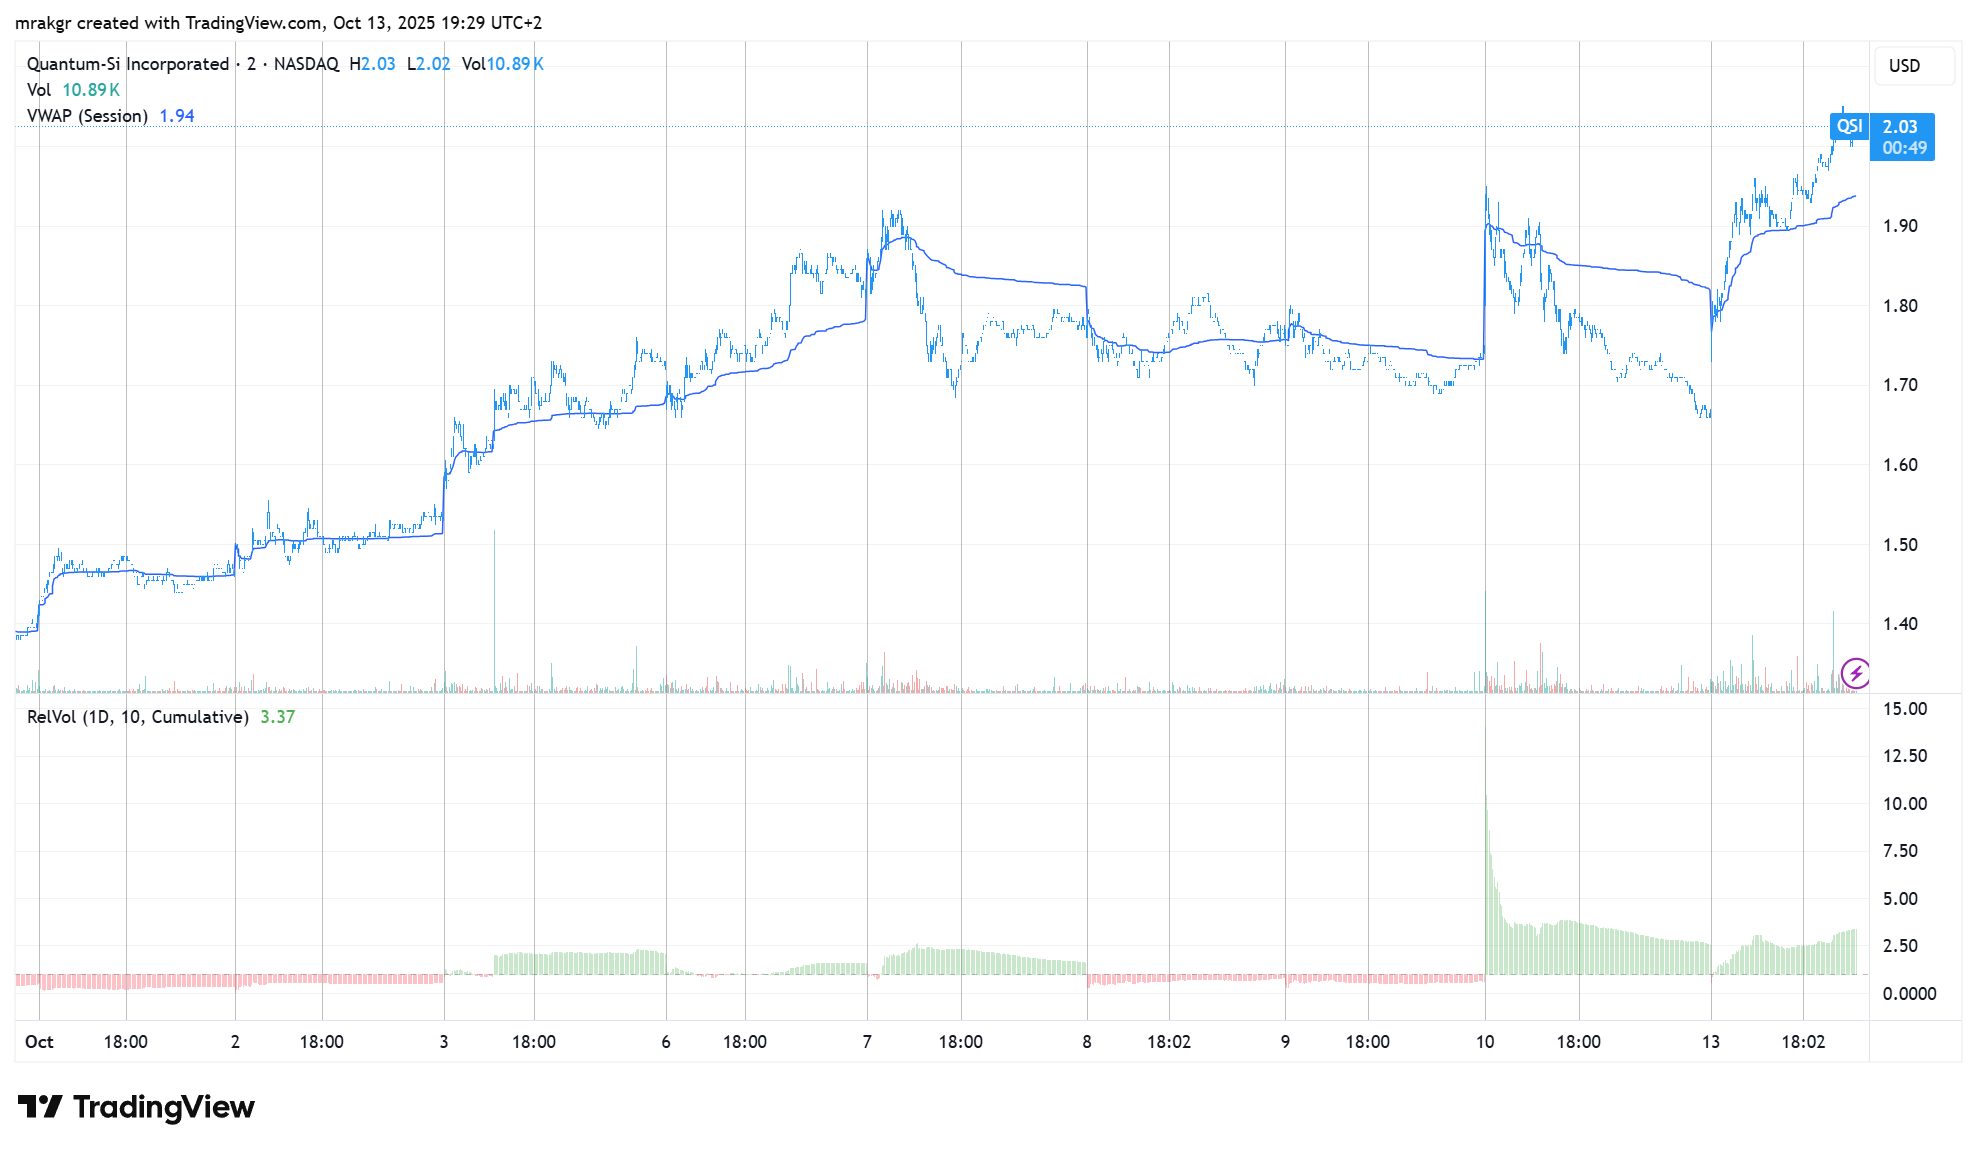 mrakgr created with TradingView.com, Oct 13, 2025 19:29 UTC+2
Quantum-Si Incorporated · 2 · NASDAQ H2.03 L2.02 Vol10.89 K
Vol 10.89 K
VWAP (Session) 1.94
USD
QSI 2.03
00:49
1.90
1.80
1.70
1.60
1.50
1.40
RelVol (1D, 10, Cumulative) 3.37
15.00
12.50
10.00
7.50
5.00
2.50
0.0000
Oct 18:00 2 18:00 3 18:00 6 18:00 7 18:00 8 18:02 9 18:00 10 18:00 13 18:02
TradingView